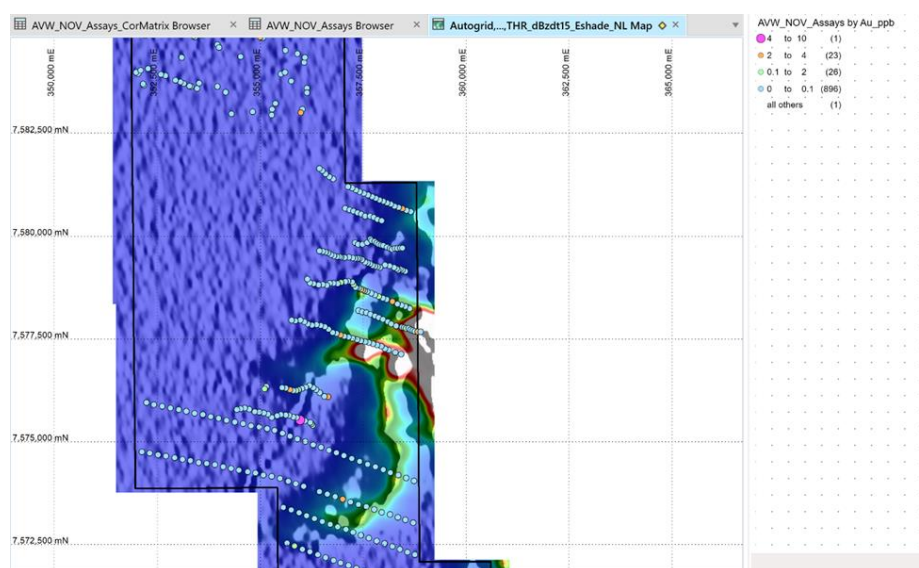 AVW_NOV_Assays_CorMatrix Browser
AVW_NOV_Assays Browser
Autogrid,...,THR_dBzdt15_Eshade_NL Map
AVW_NOV_Assays by Au_ppb
4 to 10 (1)
2 to 4 (23)
0.1 to 2 (26)
0 to 0.1 (896)
all others (1)
350,000 mE
352,500 mE
355,000 mE
357,500 mE
360,000 mE
362,500 mE
365,000 mE
7,582,500 mN
7,580,000 mN
7,577,500 mN
7,575,000 mN
7,572,500 mN